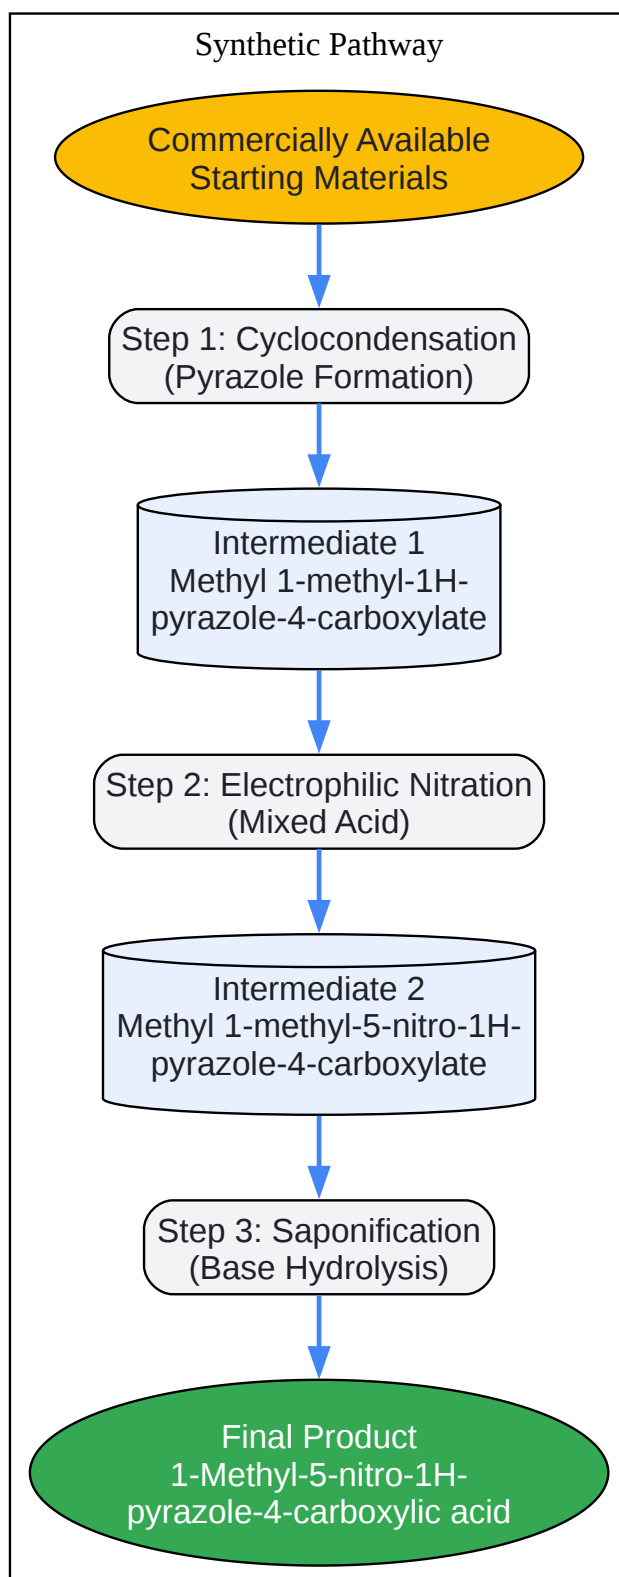 Synthetic Pathway
Commercially Available
Starting Materials
Step 1: Cyclocondensation
(Pyrazole Formation)
Intermediate 1
Methyl 1-methyl-1H-
pyrazole-4-carboxylate
Step 2: Electrophilic Nitration
(Mixed Acid)
Intermediate 2
Methyl 1-methyl-5-nitro-1H-
pyrazole-4-carboxylate
Step 3: Saponification
(Base Hydrolysis)
Final Product
1-Methyl-5-nitro-1H-
pyrazole-4-carboxylic acid